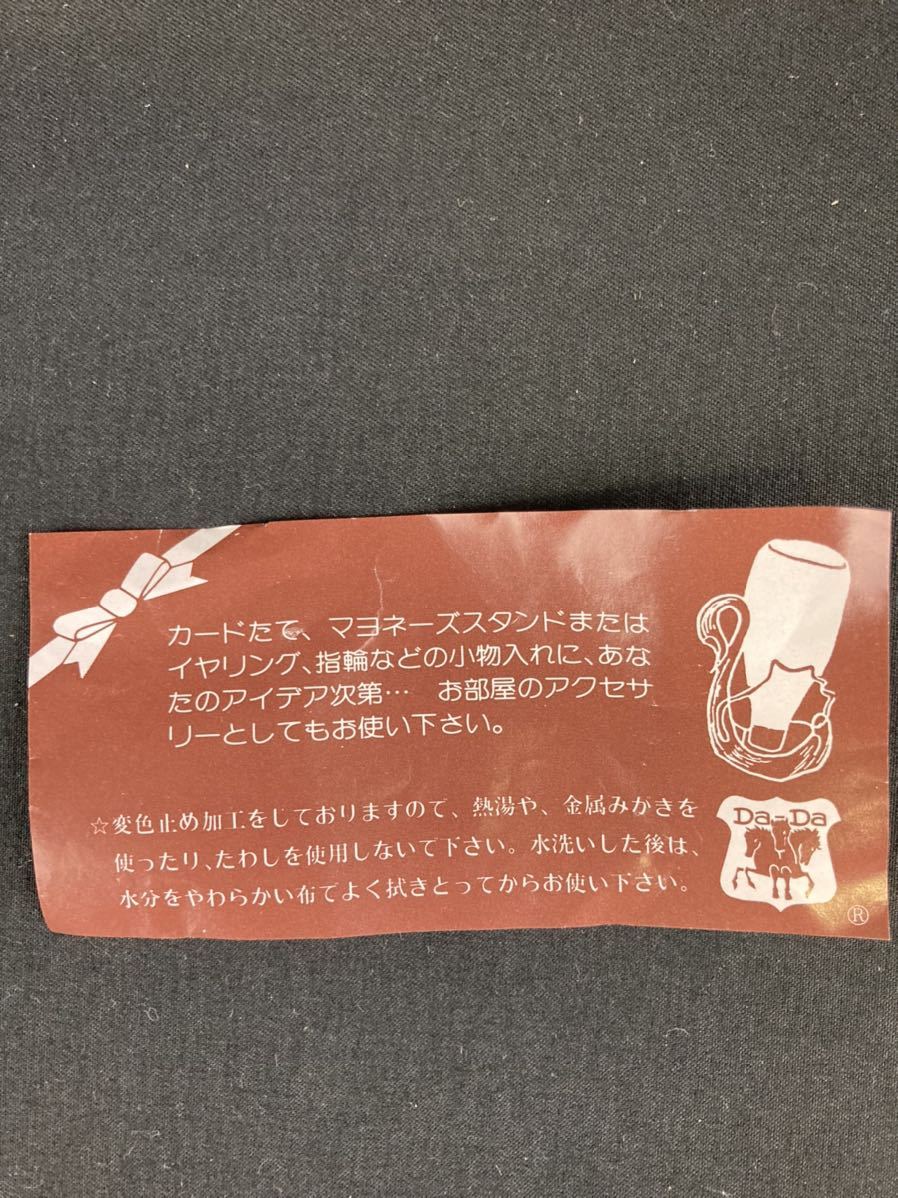 カードたて、マヨネーズスタンドまたは
イヤリング、指輪などの小物入れに、あな
たのアイデア次第… お部屋のアクセサ
リーとしてもお使い下さい。
☆変色止め加工をしておりますので、熱湯や、金属みがきを
使ったり、たわしを使用しないで下さい。水洗いした後は、
水分をやわらかい布でよく拭きとってからお使い下さい。
Da-Da
®